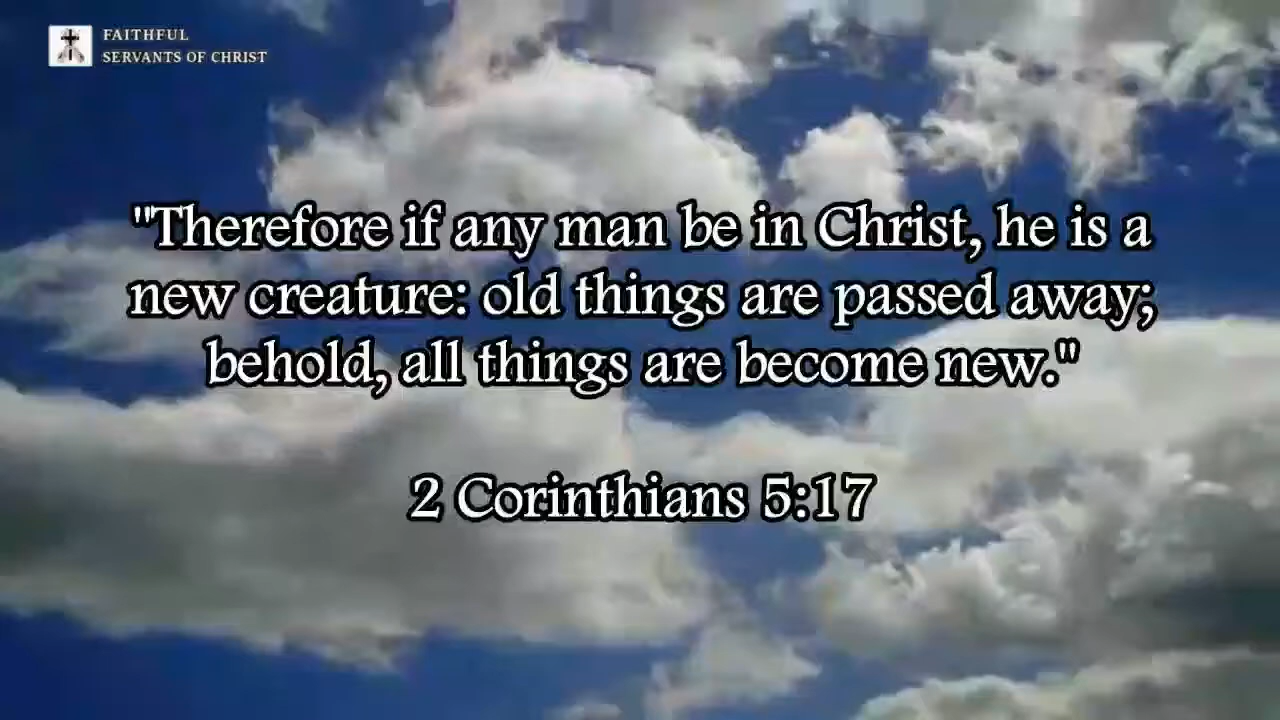 FAITHFUL
SERVANTS OF CHRIST
"Therefore if any man be in Christ, he is a
new creature: old things are passed away;
behold, all things are become new."
2 Corinthians 5:17